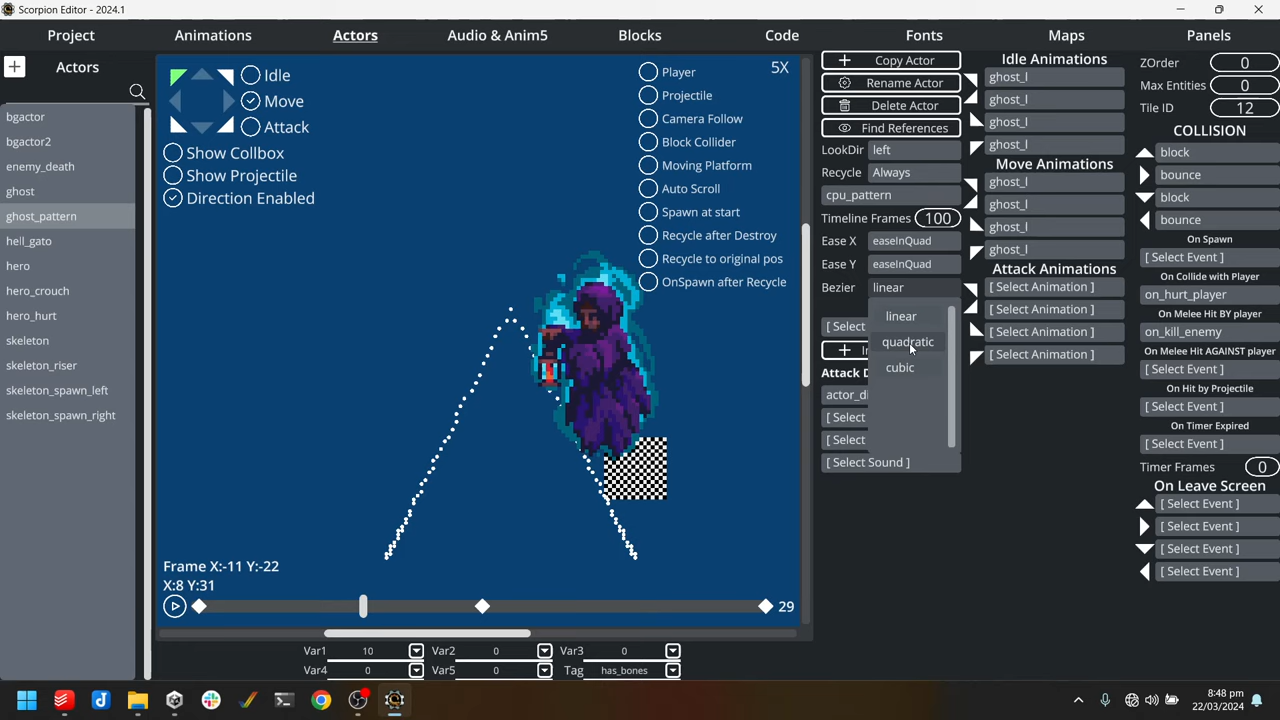 Scorpion Editor - 2024.1
Project
Animations
Actors
Audio & Anim5
Blocks
Code
Fonts
Maps
Panels
Actors
bgactor
bgactor2
enemy_death
ghost
ghost_pattern
hell_gato
hero
hero_crouch
hero_hurt
skeleton
skeleton_riser
skeleton_spawn_left
skeleton_spawn_right
Idle
Move
Attack
Show Collbox
Show Projectile
Direction Enabled
5X
Player
Projectile
Camera Follow
Block Collider
Moving Platform
Auto Scroll
Spawn at start
Recycle after Destroy
Recycle to original pos
OnSpawn after Recycle
Frame X:-11 Y:-22
X:8 Y:31
29
Var1 10
Var2 0
Var3 0
Var4 0
Var5 0
Tag has_bones
Copy Actor
Rename Actor
Delete Actor
Find References
LookDir left
Recycle Always
cpu_pattern
Timeline Frames 100
Ease X easeInQuad
Ease Y easeInQuad
Bezier linear
linear
quadratic
cubic
[ Select
Attack D
actor_di
[ Select
[ Select
[ Select Sound ]
Idle Animations
ghost_l
ghost_l
ghost_l
ghost_l
Move Animations
ghost_l
ghost_l
ghost_l
ghost_l
Attack Animations
[ Select Animation ]
[ Select Animation ]
[ Select Animation ]
[ Select Animation ]
ZOrder 0
Max Entities 0
Tile ID 12
COLLISION
block
bounce
block
bounce
On Spawn
[ Select Event ]
On Collide with Player
on_hurt_player
On Melee Hit BY player
on_kill_enemy
On Melee Hit AGAINST player
[ Select Event ]
On Hit by Projectile
[ Select Event ]
On Timer Expired
[ Select Event ]
Timer Frames 0
On Leave Screen
[ Select Event ]
[ Select Event ]
[ Select Event ]
[ Select Event ]
8:48 pm
22/03/2024